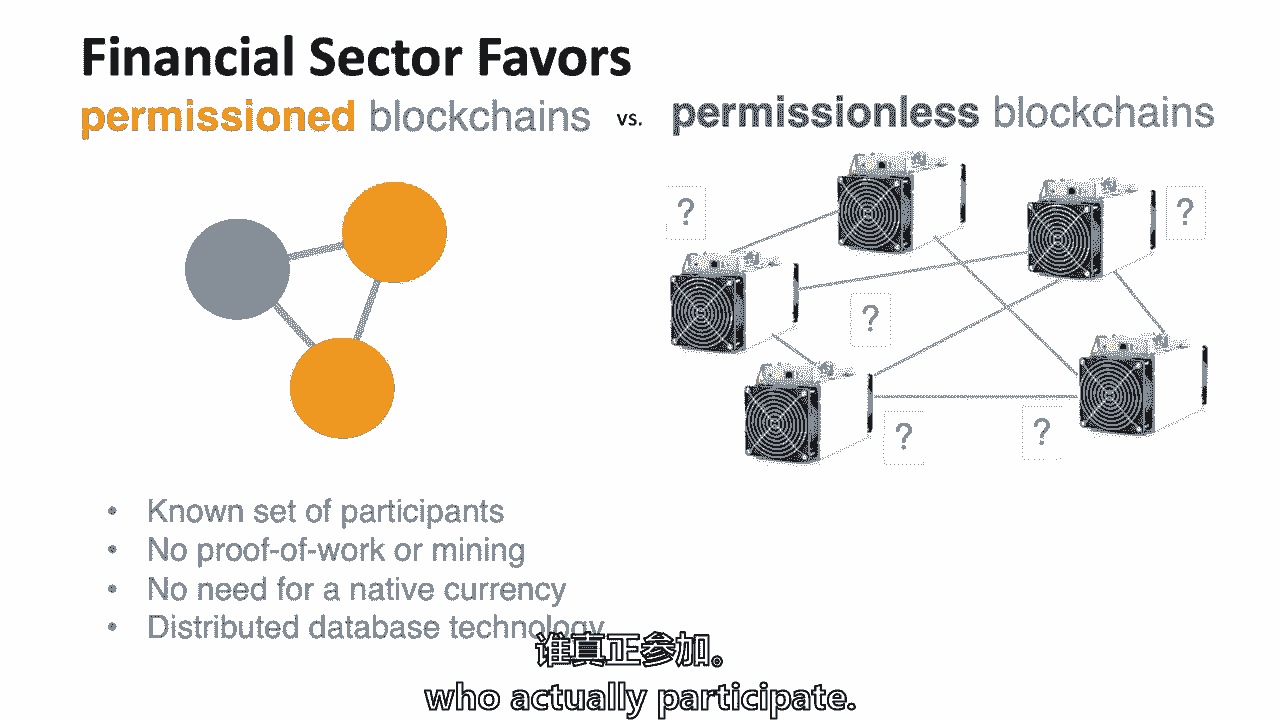 Financial Sector Favors
permissioned blockchains vs. permissionless blockchains
?
?
?
?
?
• Known set of participants
• No proof-of-work or mining
• No need for a native currency
• Distributed database technology
谁真正参加。
who actually participate.